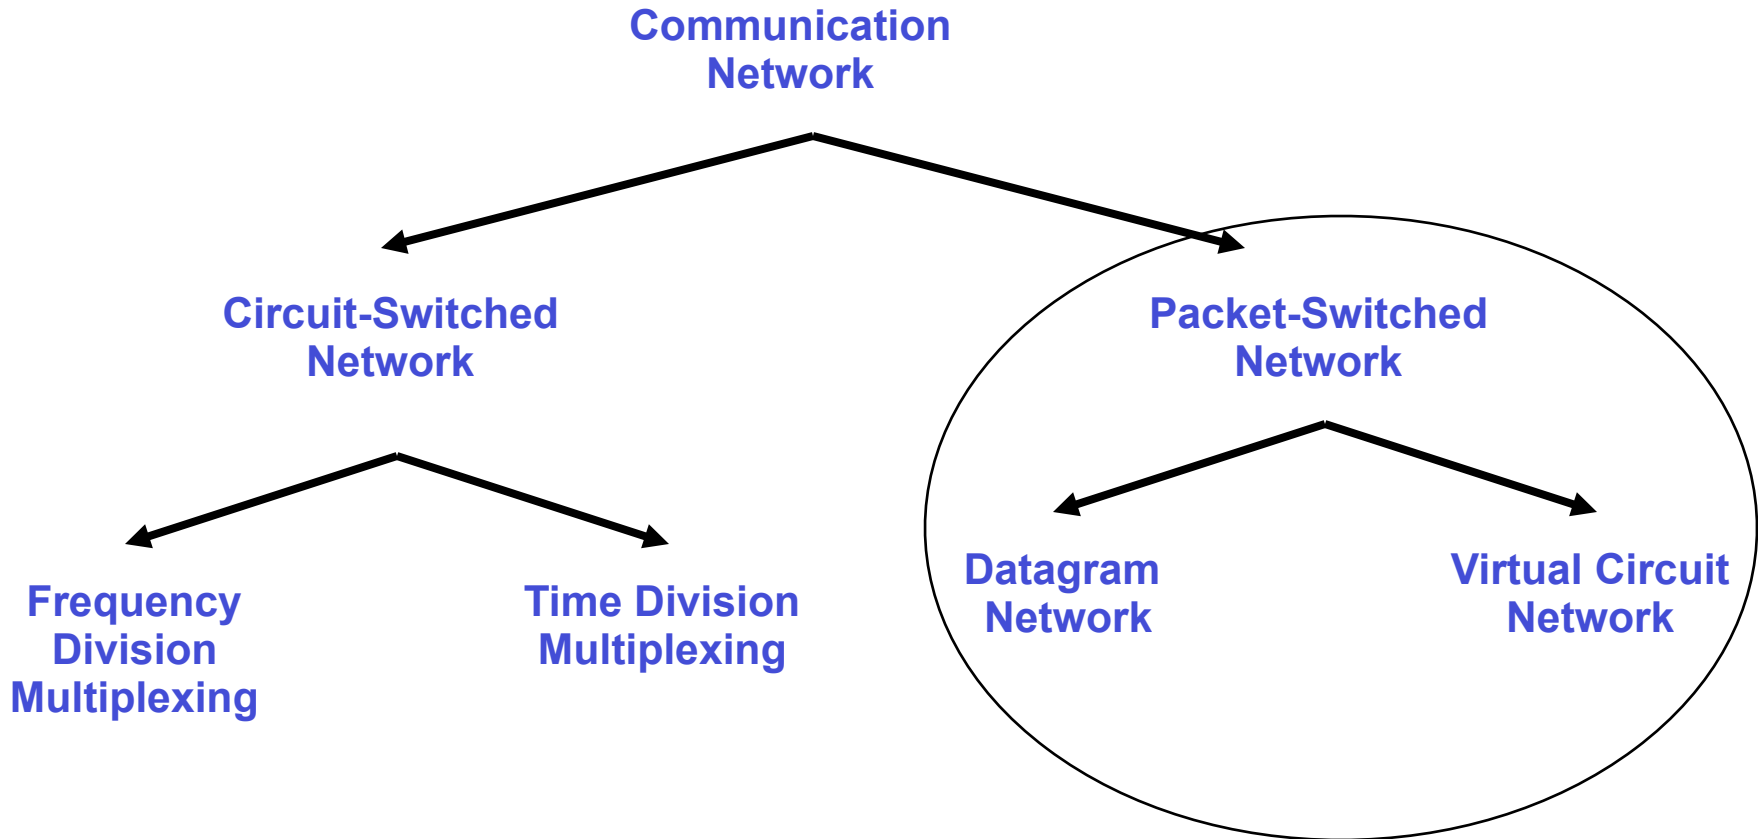 Communication
Network
Circuit-Switched
Network
Packet-Switched
Network
Frequency
Division
Multiplexing
Time Division
Multiplexing
Datagram
Network
Virtual Circuit
Network